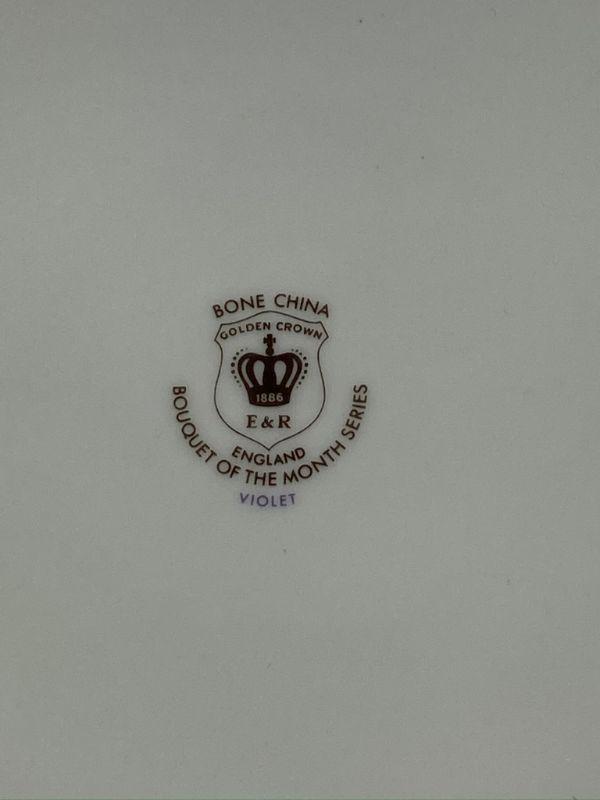 BONE CHINA
GOLDEN CROWN
1886
E & R
ENGLAND
BOUQUET OF THE MONTH SERIES
VIOLET